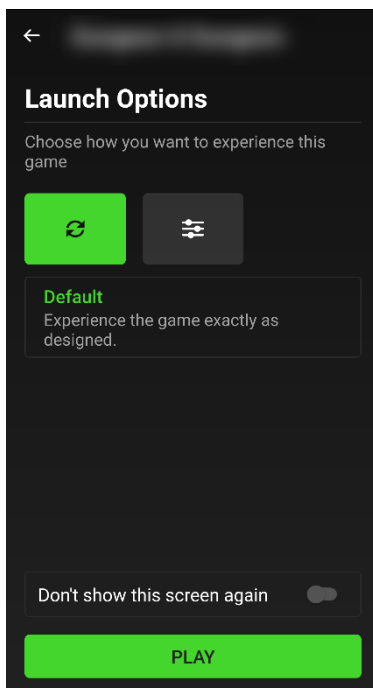 Launch Options
Choose how you want to experience this
game
Default
Experience the game exactly as
designed.
Don't show this screen again
PLAY